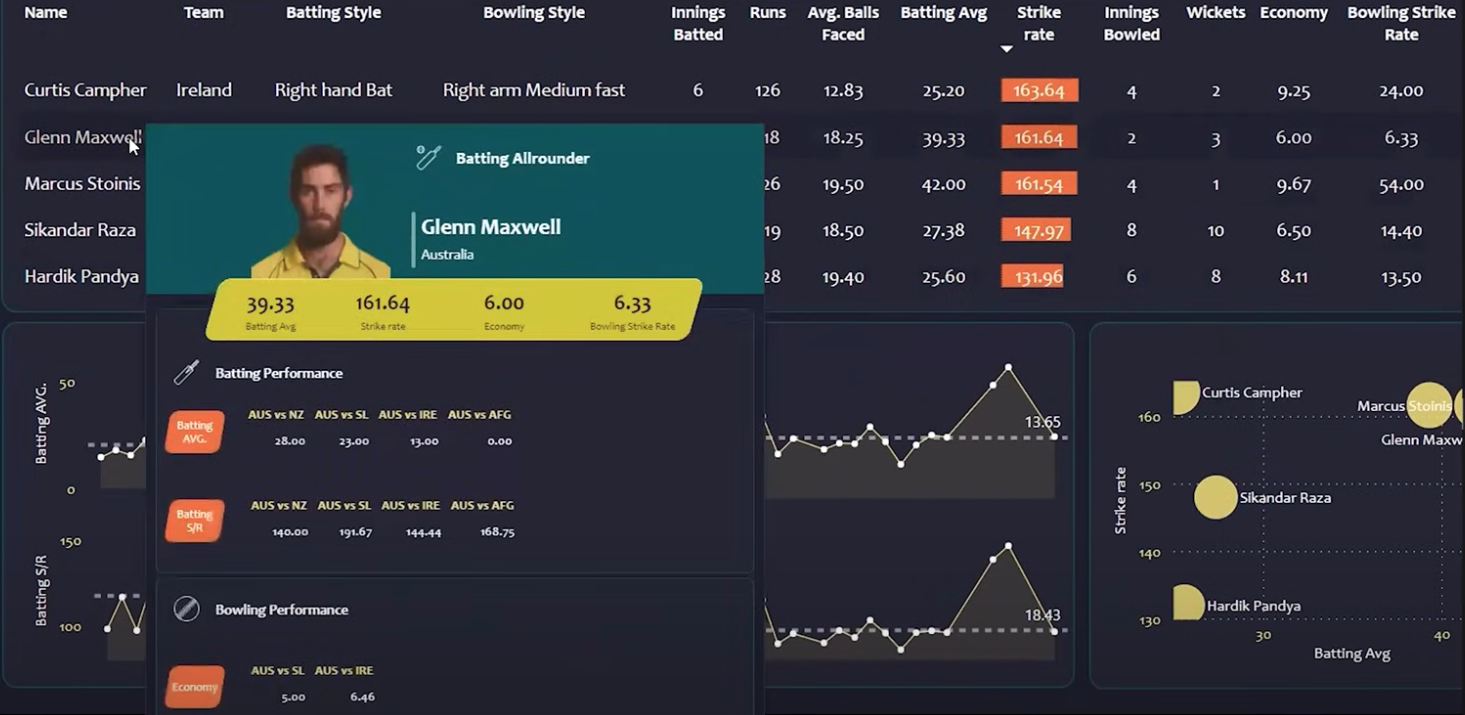 Name Team Batting Style Bowling Style Innings Batted Runs Avg. Balls Faced Batting Avg Strike rate Innings Bowled Wickets Economy Bowling Strike Rate
Curtis Campher Ireland Right hand Bat Right arm Medium fast 6 126 12.83 25.20 163.64 4 2 9.25 24.00
Glenn Maxwell 18 18.25 39.33 161.64 2 3 6.00 6.33
Marcus Stoinis 26 19.50 42.00 161.54 4 1 9.67 54.00
Sikandar Raza 19 18.50 27.38 147.97 8 10 6.50 14.40
Hardik Pandya 28 19.40 25.60 131.96 6 8 8.11 13.50
Batting Allrounder
Glenn Maxwell
Australia
39.33 161.64 6.00 6.33
Batting Avg Strike rate Economy Bowling Strike Rate
Batting Performance
Batting AVG.
AUS vs NZ AUS vs SL AUS vs IRE AUS vs AFG
28.00 23.00 13.00 0.00
Batting S/R
AUS vs NZ AUS vs SL AUS vs IRE AUS vs AFG
140.00 191.67 144.44 168.75
Bowling Performance
Economy
AUS vs SL AUS vs IRE
5.00 6.46
Batting AVG.
50
0
Batting S/R
150
100
13.65
18.43
Strike rate
160
150
140
130
Curtis Campher
Marcus Stoinis
Glenn Maxw
Sikandar Raza
Hardik Pandya
30 40
Batting Avg